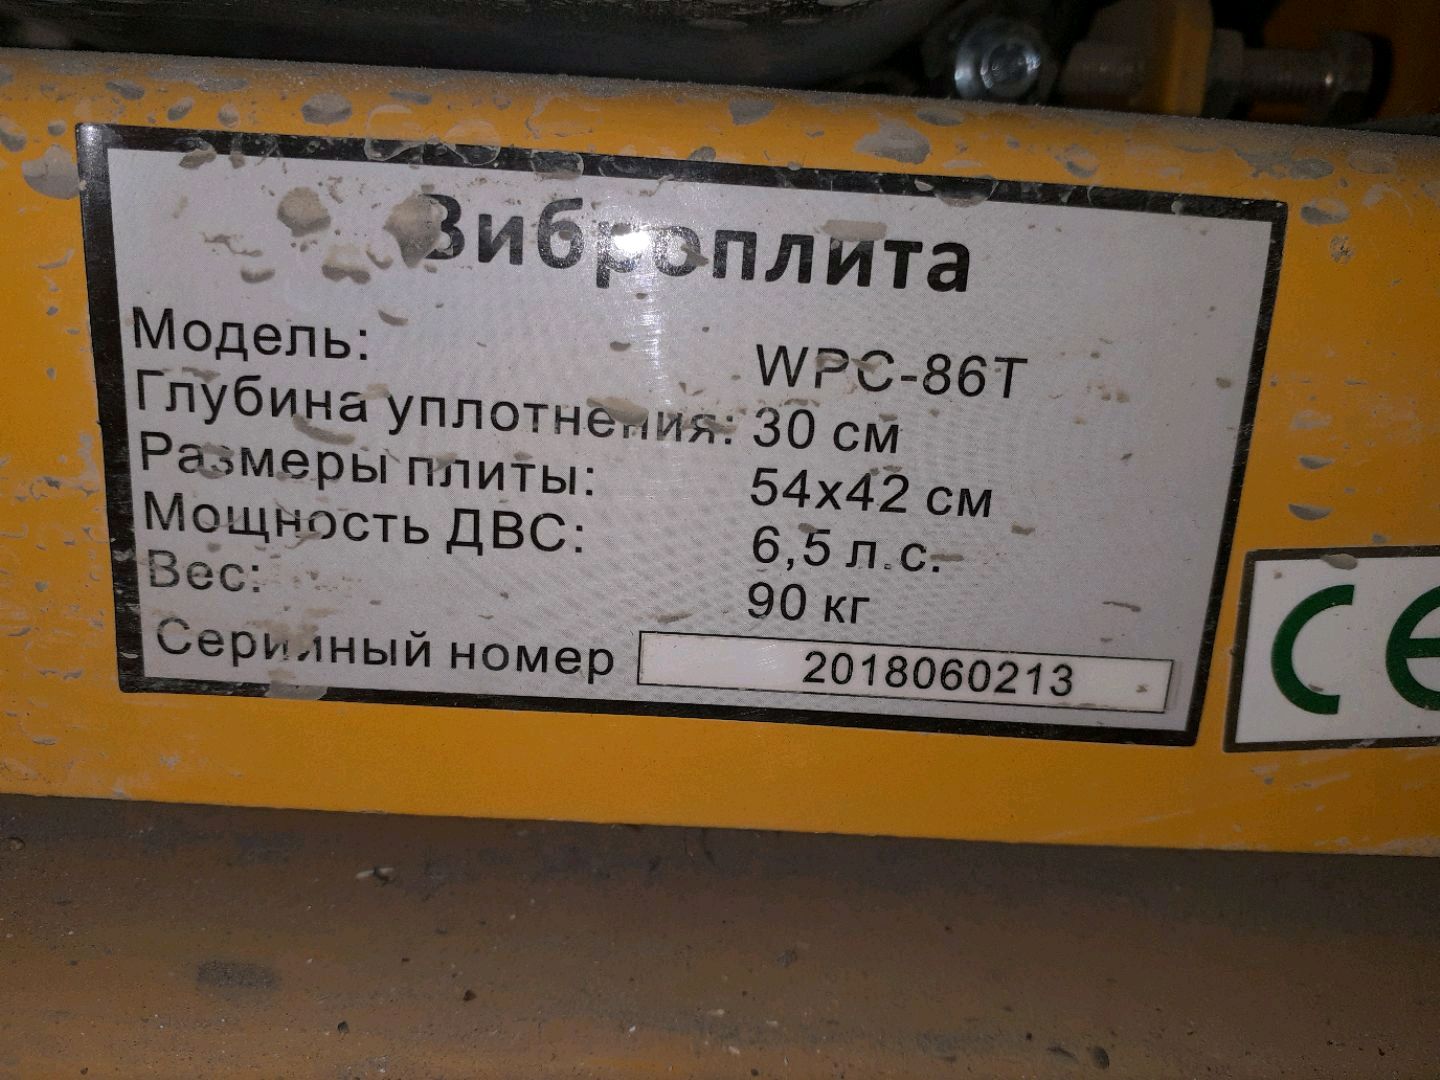 Виброплита
Модель: WPC-86T
Глубина уплотнения: 30 см
Размеры плиты: 54x42 см
Мощность ДВС: 6,5 л.с.
Вес: 90 кг
Серийный номер 2018060213
CE